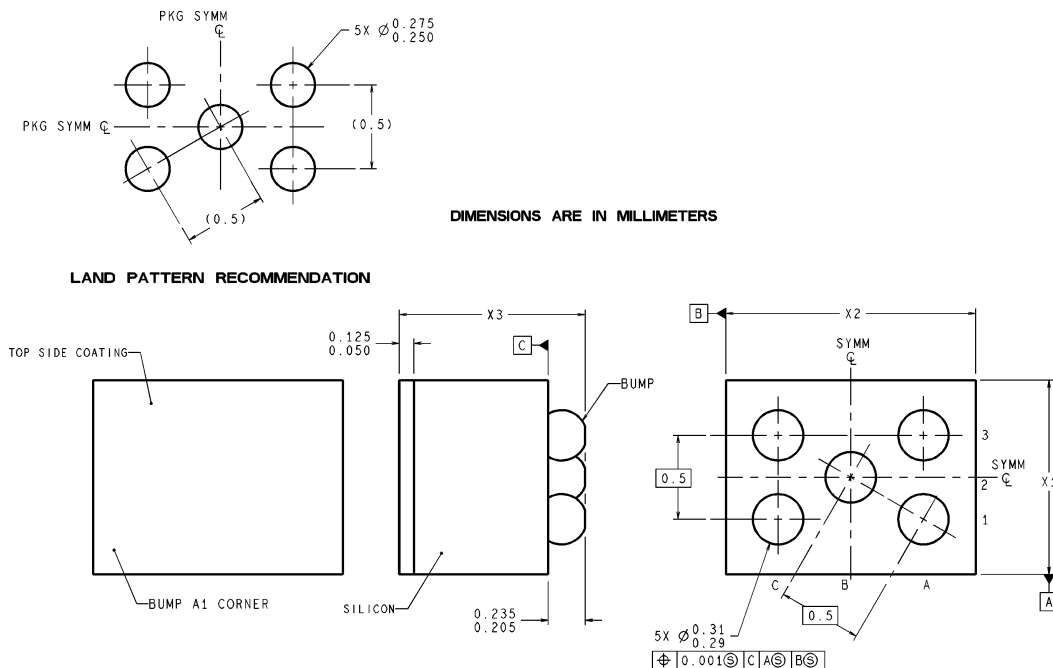 PKG SYMM
℄
5X Ø 0.275
0.250
PKG SYMM ℄
(0.5)
(0.5)
DIMENSIONS ARE IN MILLIMETERS
LAND PATTERN RECOMMENDATION
X3
B
X2
0.125
0.050
C
SYMM
℄
TOP SIDE COATING
BUMP
3
SYMM
℄
0.5
2
X1
1
BUMP A1 CORNER
SILICON
C
B
A
A
0.235
0.205
0.5
5X Ø 0.31
0.29
⌖ 0.001Ⓢ C AⓈ BⓈ